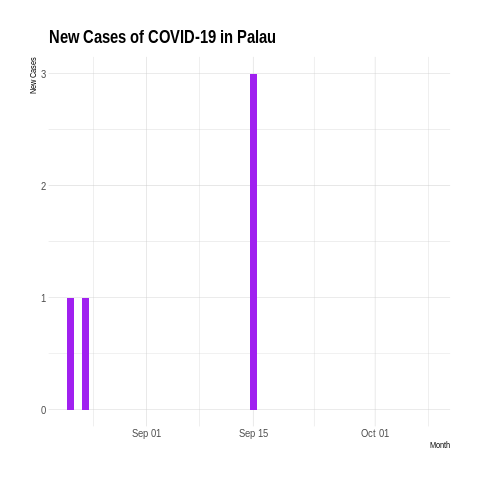 New Cases of COVID-19 in Palau
New Cases
3
2
1
0
Sep 01
Sep 15
Oct 01
Month